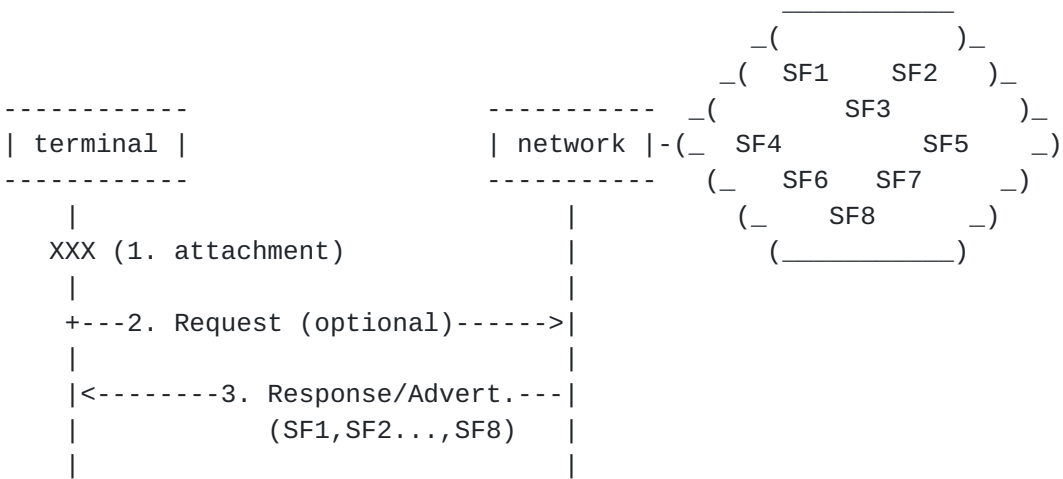 SF1 SF2
SF3
| terminal | | network |-(_ SF4 SF5 _)
SF6 SF7
SF8
XXX (1. attachment)
+---2. Request (optional)------>|
|<--------3. Response/Advert.---|
(SF1,SF2...,SF8)